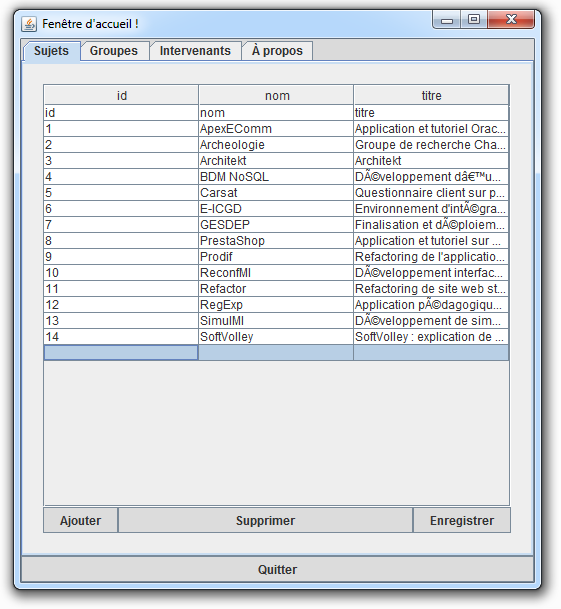 Fenêtre d'accueil !
Sujets Groupes Intervenants À propos
id nom titre
id nom titre
1 ApexEComm Application et tutoriel Orac...
2 Archeologie Groupe de recherche Cha...
3 Architekt Architekt
4 BDM NoSQL DÃ©veloppement dâ€™u...
5 Carsat Questionnaire client sur p...
6 E-ICGD Environnement d'intÃ©gra...
7 GESDEP Finalisation et dÃ©ploiem...
8 PrestaShop Application et tutoriel sur ...
9 Prodif Refactoring de l'applicatio...
10 ReconfMI DÃ©veloppement interfac...
11 Refactor Refactoring de site web st...
12 RegExp Application pÃ©dagogiqu...
13 SimulMI DÃ©veloppement de sim...
14 SoftVolley SoftVolley : explication de ...
Ajouter Supprimer Enregistrer
Quitter